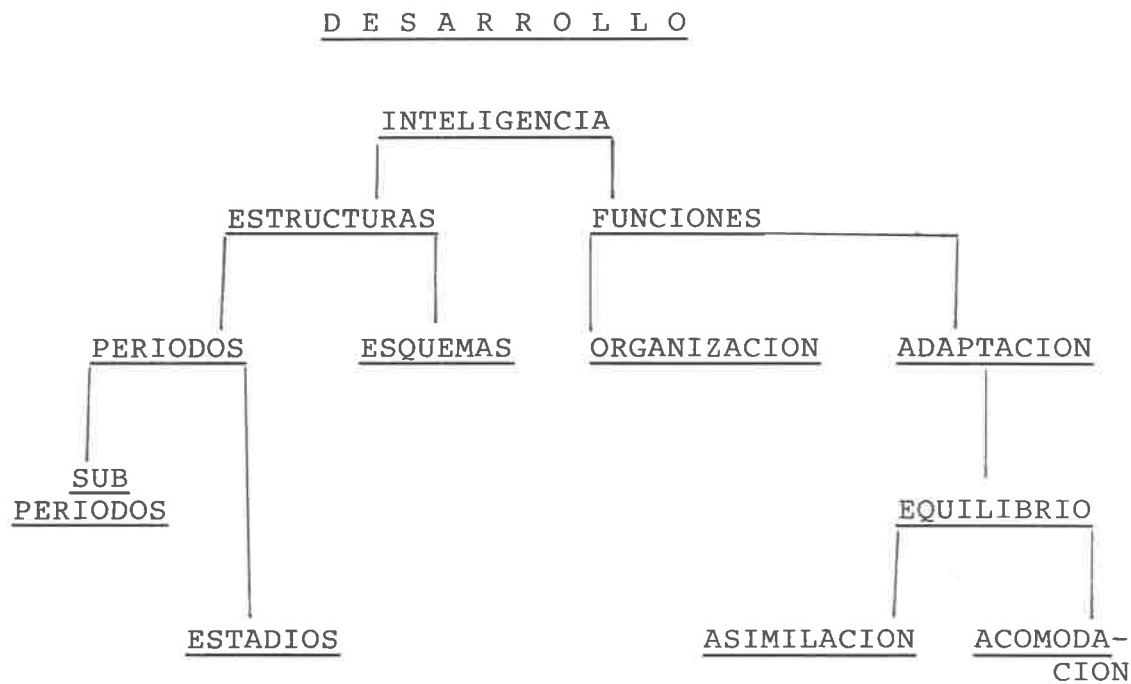 D E S A R R O L L O
INTELIGENCIA
ESTRUCTURAS FUNCIONES
PERIODOS ESQUEMAS ORGANIZACION ADAPTACION
SUB
PERIODOS EQUILIBRIO
ESTADIOS ASIMILACION ACOMODA-
CION